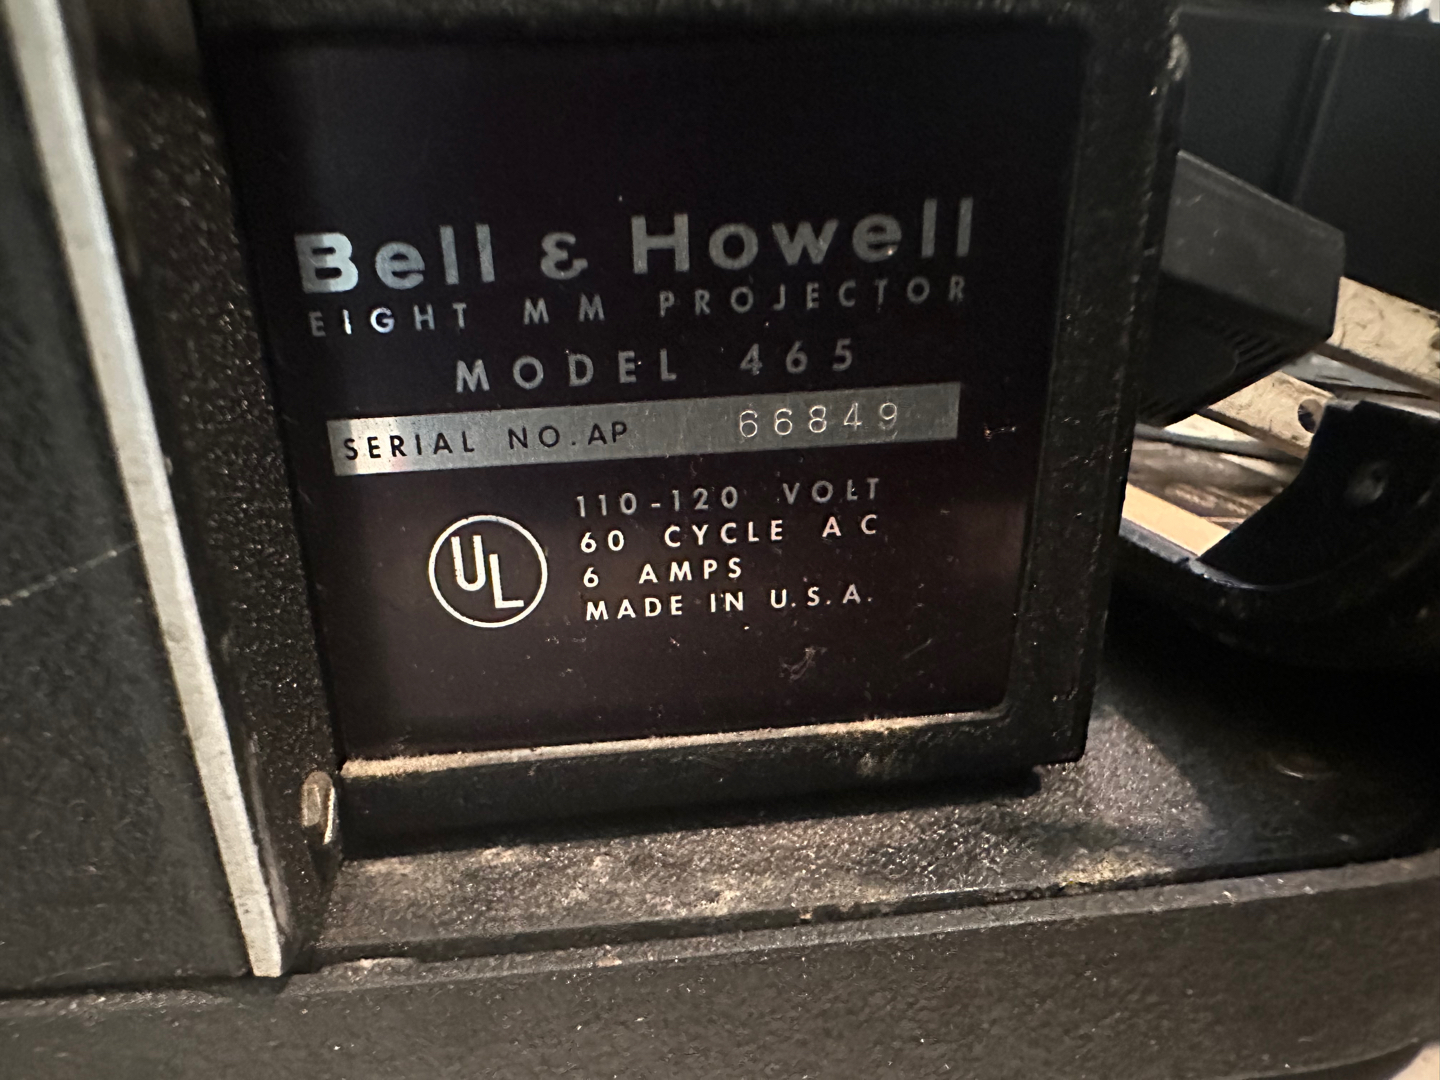 Bell & Howell
EIGHT MM PROJECTOR
MODEL 465
SERIAL NO. AP 66849
UL
110-120 VOLT
60 CYCLE AC
6 AMPS
MADE IN U.S.A.